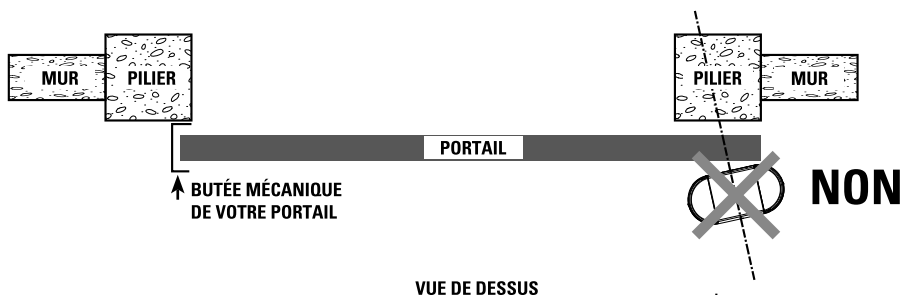 MUR
PILIER
PILIER
MUR
PORTAIL
BUTÉE MÉCANIQUE
DE VOTRE PORTAIL
NON
VUE DE DESSUS